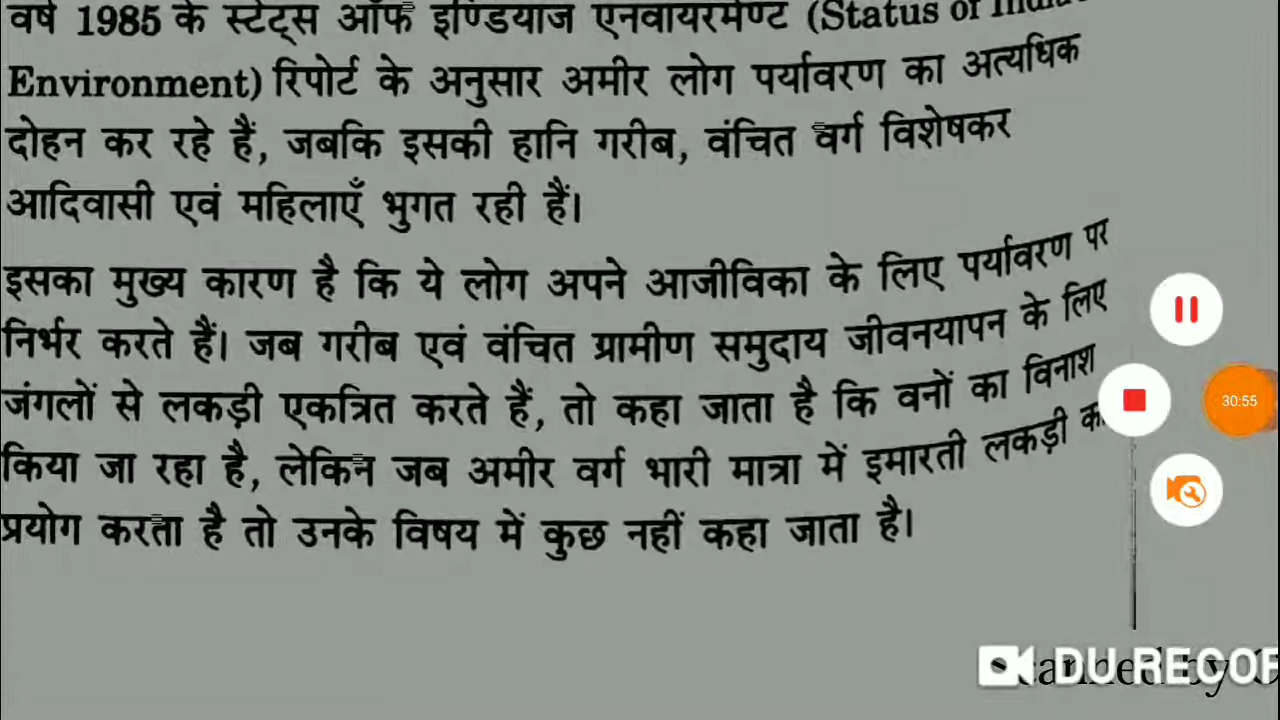 वर्ष 1985 के स्टेट्स ऑफ इण्डियाज एनवायरमेण्ट (Status of India
Environment) रिपोर्ट के अनुसार अमीर लोग पर्यावरण का अत्यधिक
दोहन कर रहे हैं, जबकि इसकी हानि गरीब, वंचित वर्ग विशेषकर
आदिवासी एवं महिलाएँ भुगत रही हैं।
इसका मुख्य कारण है कि ये लोग अपने आजीविका के लिए पर्यावरण पर
निर्भर करते हैं। जब गरीब एवं वंचित ग्रामीण समुदाय जीवनयापन के लिए
जंगलों से लकड़ी एकत्रित करते हैं, तो कहा जाता है कि वनों का विनाश
किया जा रहा है, लेकिन जब अमीर वर्ग भारी मात्रा में इमारती लकड़ी
प्रयोग करता है तो उनके विषय में कुछ नहीं कहा जाता है।
30:55
DU RECOR
by